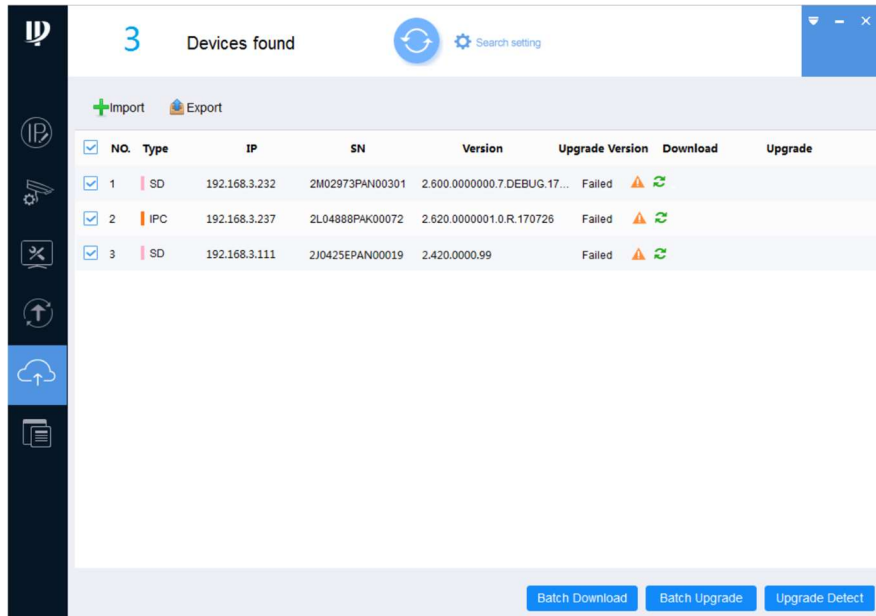 3 Devices found Search setting
Import Export
NO. Type IP SN Version Upgrade Version Download Upgrade
1 SD 192.168.3.232 2M02973PAN00301 2.600.0000000.7.DEBUG.17... Failed
2 IPC 192.168.3.237 2L04888PAK00072 2.620.0000001.0.R.170726 Failed
3 SD 192.168.3.111 2J0425EPAN00019 2.420.0000.99 Failed
Batch Download Batch Upgrade Upgrade Detect